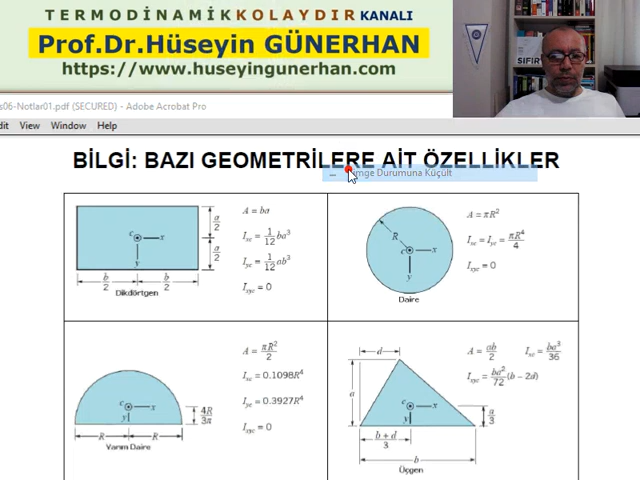 TERMODİNAMİKKOLAYDIR KANALI
Prof.Dr.Hüseyin GÜNERHAN
https://www.huseyingunerhan.com
SIFIR
s06-Notlar01.pdf (SECURED) - Adobe Acrobat Pro
dit View Window Help
BİLGİ: BAZI GEOMETRİLERE AİT ÖZELLİKLER
imge Durumuna Küçült
c x y
a/2
a/2
b/2 b/2
Dikdörtgen
A = ba
I_xc = 1/12 ba³
I_yc = 1/12 ab³
I_xyc = 0
R c x y
Daire
A = πR²
I_xc = I_yc = πR⁴/4
I_xyc = 0
c x y
4R/3π
R R
Yarım Daire
A = πR²/2
I_xc = 0.1098R⁴
I_yc = 0.3927R⁴
I_xyc = 0
d
a c x y a/3
b + d/3
b
Üçgen
A = ab/2 I_xc = ba³/36
I_xyc = ba²/72 (b − 2d)